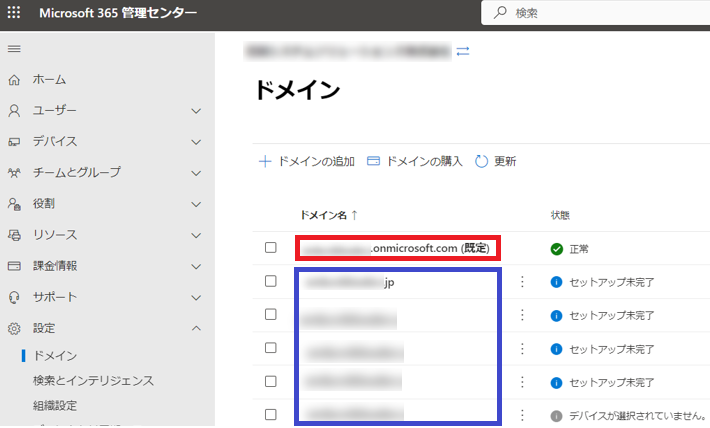 Microsoft 365 管理センター
検索
ホーム
ユーザー
デバイス
チームとグループ
役割
リソース
課金情報
サポート
設定
ドメイン
検索とインテリジェンス
組織設定
ドメイン
ドメインの追加
ドメインの購入
更新
ドメイン名 ↑
状態
.onmicrosoft.com (既定)
正常
jp
セットアップ未完了
セットアップ未完了
セットアップ未完了
セットアップ未完了
デバイスが選択されていません。